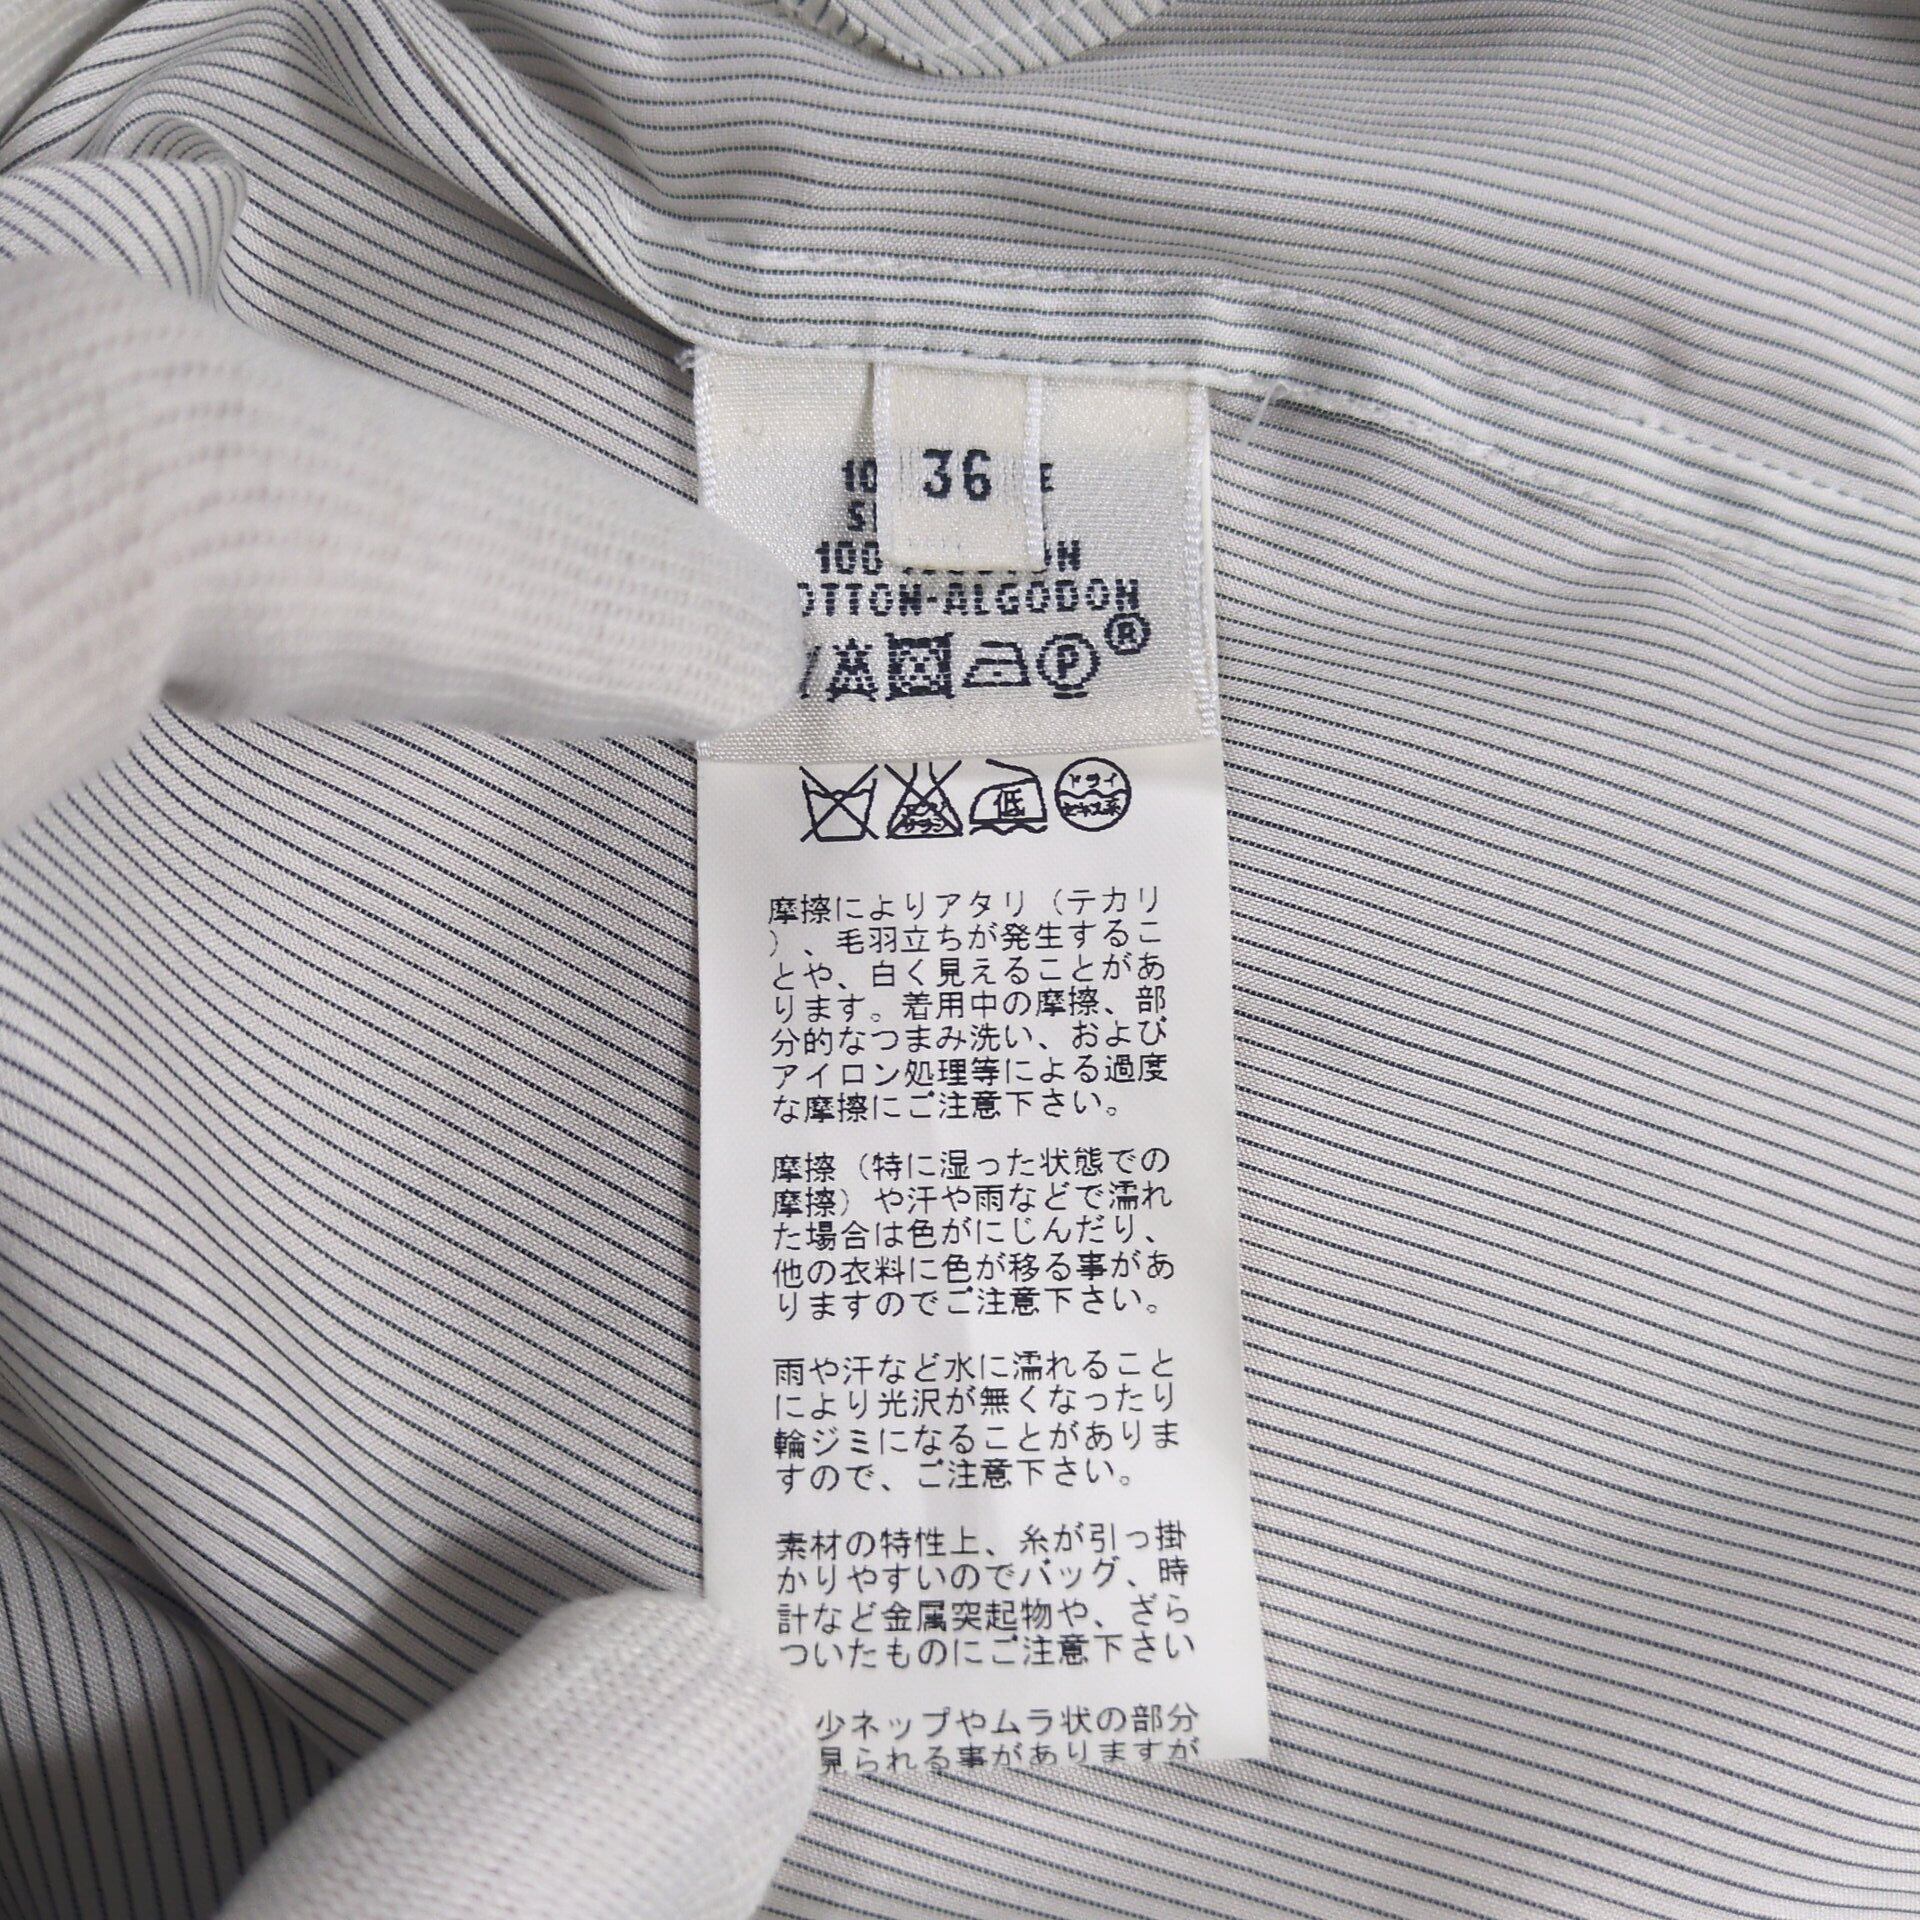 36
100
OTTON-ALGODON
P
®
低
ドライ
摩擦によりアタリ（テカリ
）、毛羽立ちが発生するこ
とや、白く見えることがあ
ります。着用中の摩擦、部
分的なつまみ洗い、および
アイロン処理等による過度
な摩擦にご注意下さい。
摩擦（特に湿った状態での
摩擦）や汗や雨などで濡れ
た場合は色がにじんだり、
他の衣料に色が移る事があ
りますのでご注意下さい。
雨や汗など水に濡れること
により光沢が無くなったり
輪ジミになることがありま
すので、ご注意下さい。
素材の特性上、糸が引っ掛
かりやすいのでバッグ、時
計など金属突起物や、ざら
ついたものにご注意下さい
少ネップやムラ状の部分
見られる事がありますが